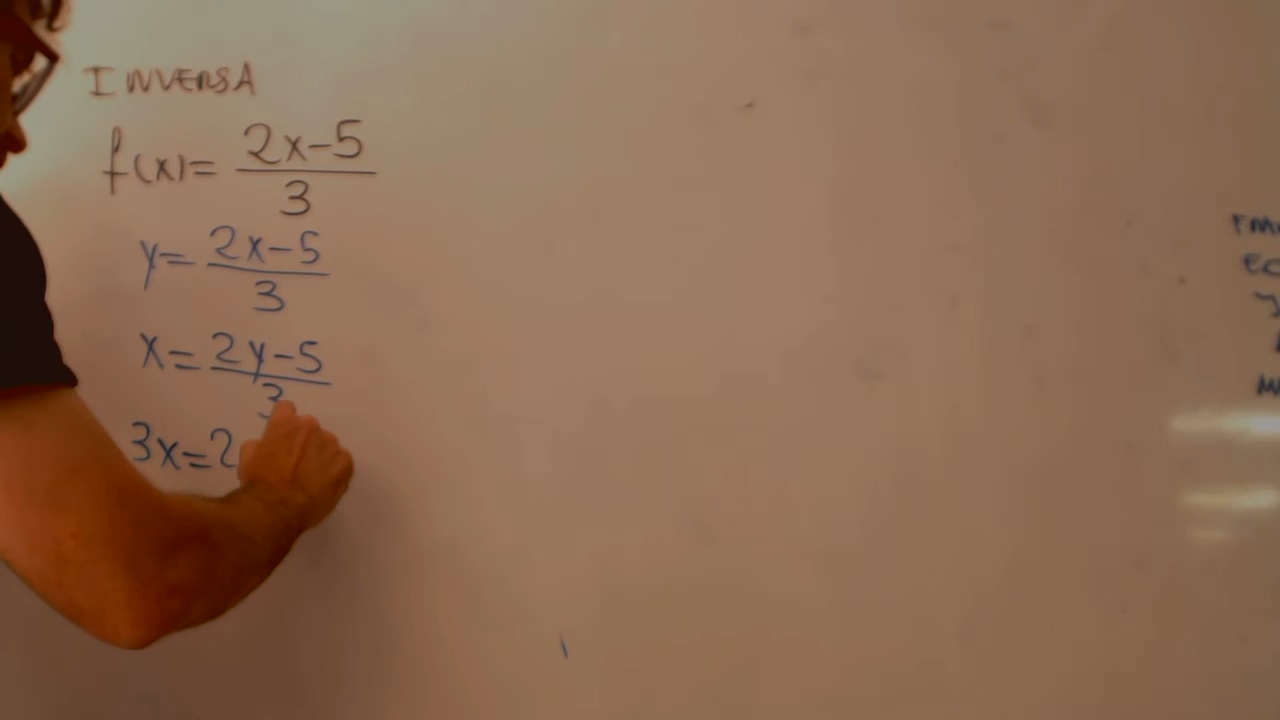 INVERSA
f(x)= 2x-5/3
y= 2x-5/3
x= 2y-5/3
3x=2